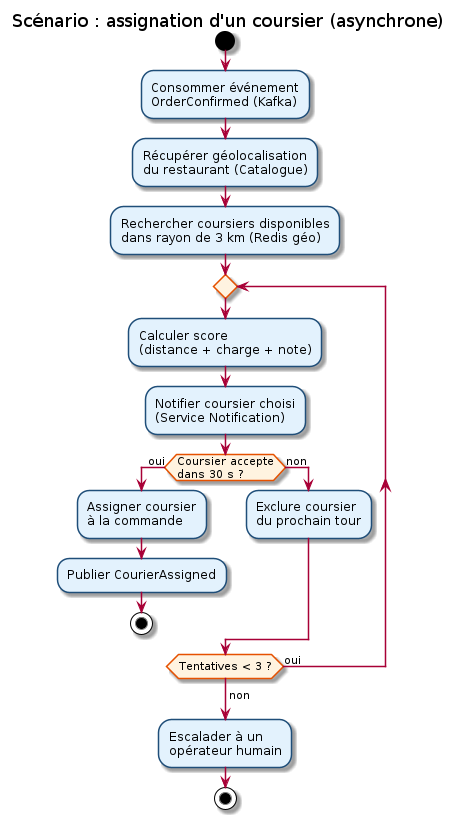 Scénario : assignation d'un coursier (asynchrone)
Consommer événement
OrderConfirmed (Kafka)
Récupérer géolocalisation
du restaurant (Catalogue)
Rechercher coursiers disponibles
dans rayon de 3 km (Redis géo)
Calculer score
(distance + charge + note)
Notifier coursier choisi
(Service Notification)
oui
Coursier accepte
dans 30 s ?
non
Assigner coursier
à la commande
Publier CourierAssigned
Exclure coursier
du prochain tour
Tentatives < 3 ?
oui
non
Escalader à un
opérateur humain